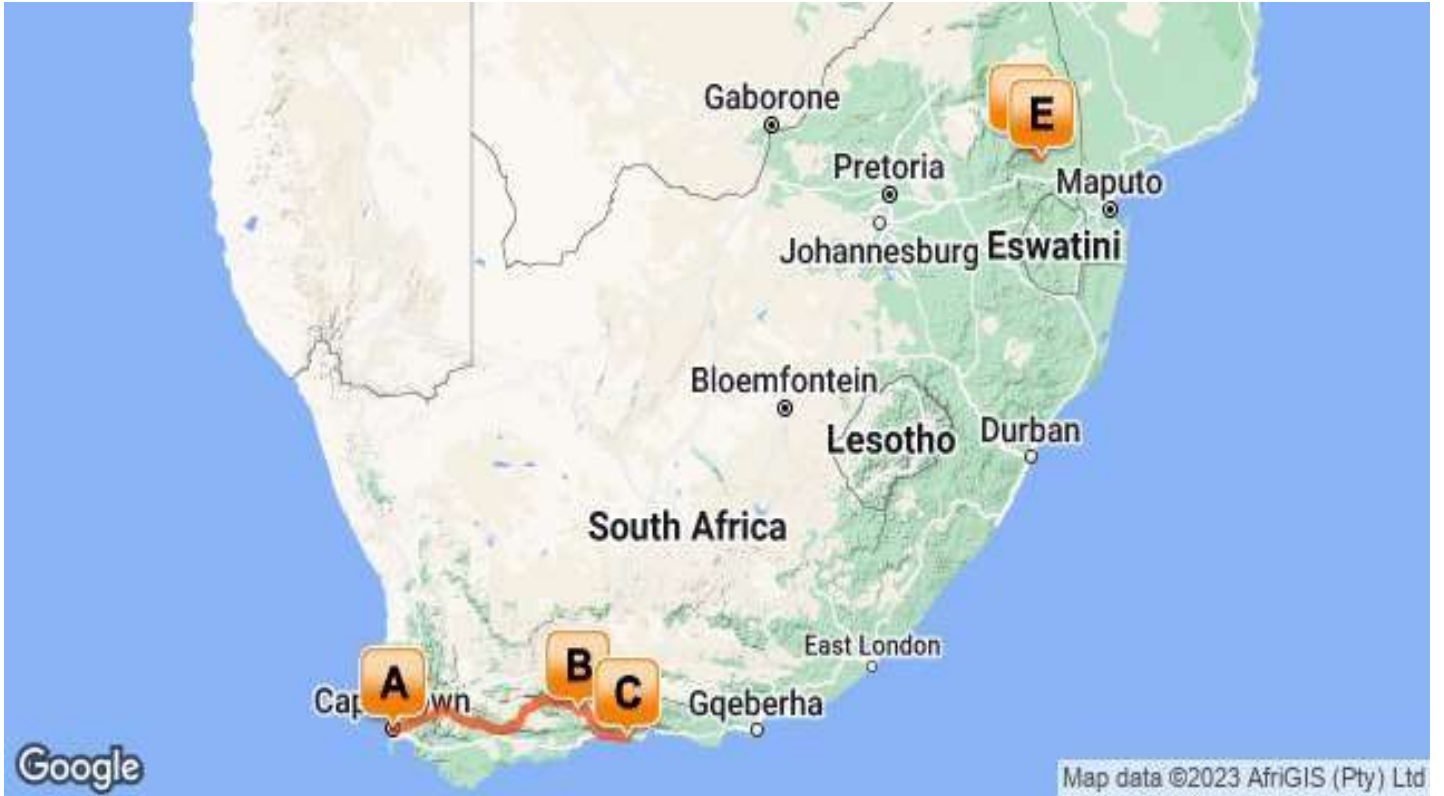 Gaborone
E
Pretoria
Maputo
Johannesburg
Eswatini
Bloemfontein
Lesotho
Durban
South Africa
East London
B
A
C
Cap
wn
Gqeberha
Google
Map data ©2023 AfriGIS (Pty) Ltd